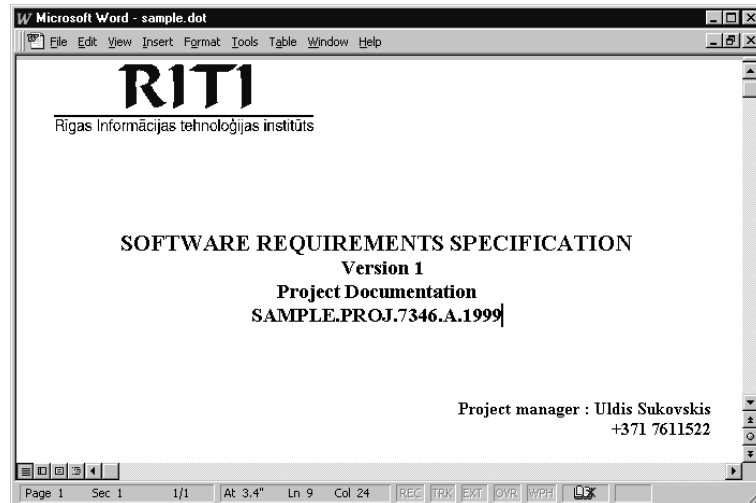 Microsoft Word - sample.dot
File Edit View Insert Format Tools Table Window Help
RITI
Rīgas Informācijas tehnoloģijas institūts
SOFTWARE REQUIREMENTS SPECIFICATION
Version 1
Project Documentation
SAMPLE.PROJ.7346.A.1999
Project manager : Uldis Sukovskis
+371 7611522
Page 1 Sec 1 1/1 At 3.4" Ln 9 Col 24 REC TRK EXT OVR WPH